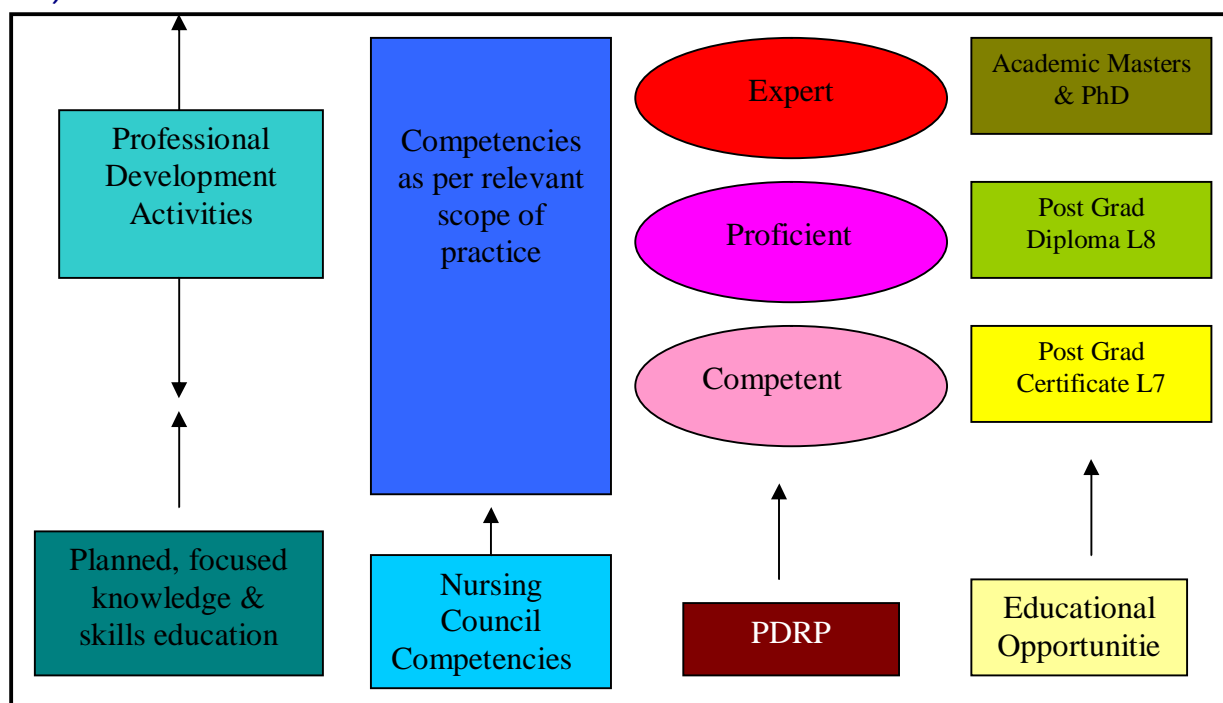 Professional
Development
Activities
Planned, focused
knowledge &
skills education
Competencies
as per relevant
scope of
practice
Nursing
Council
Competencies
Expert
Proficient
Competent
PDRP
Academic Masters
& PhD
Post Grad
Diploma L8
Post Grad
Certificate L7
Educational
Opportunitie